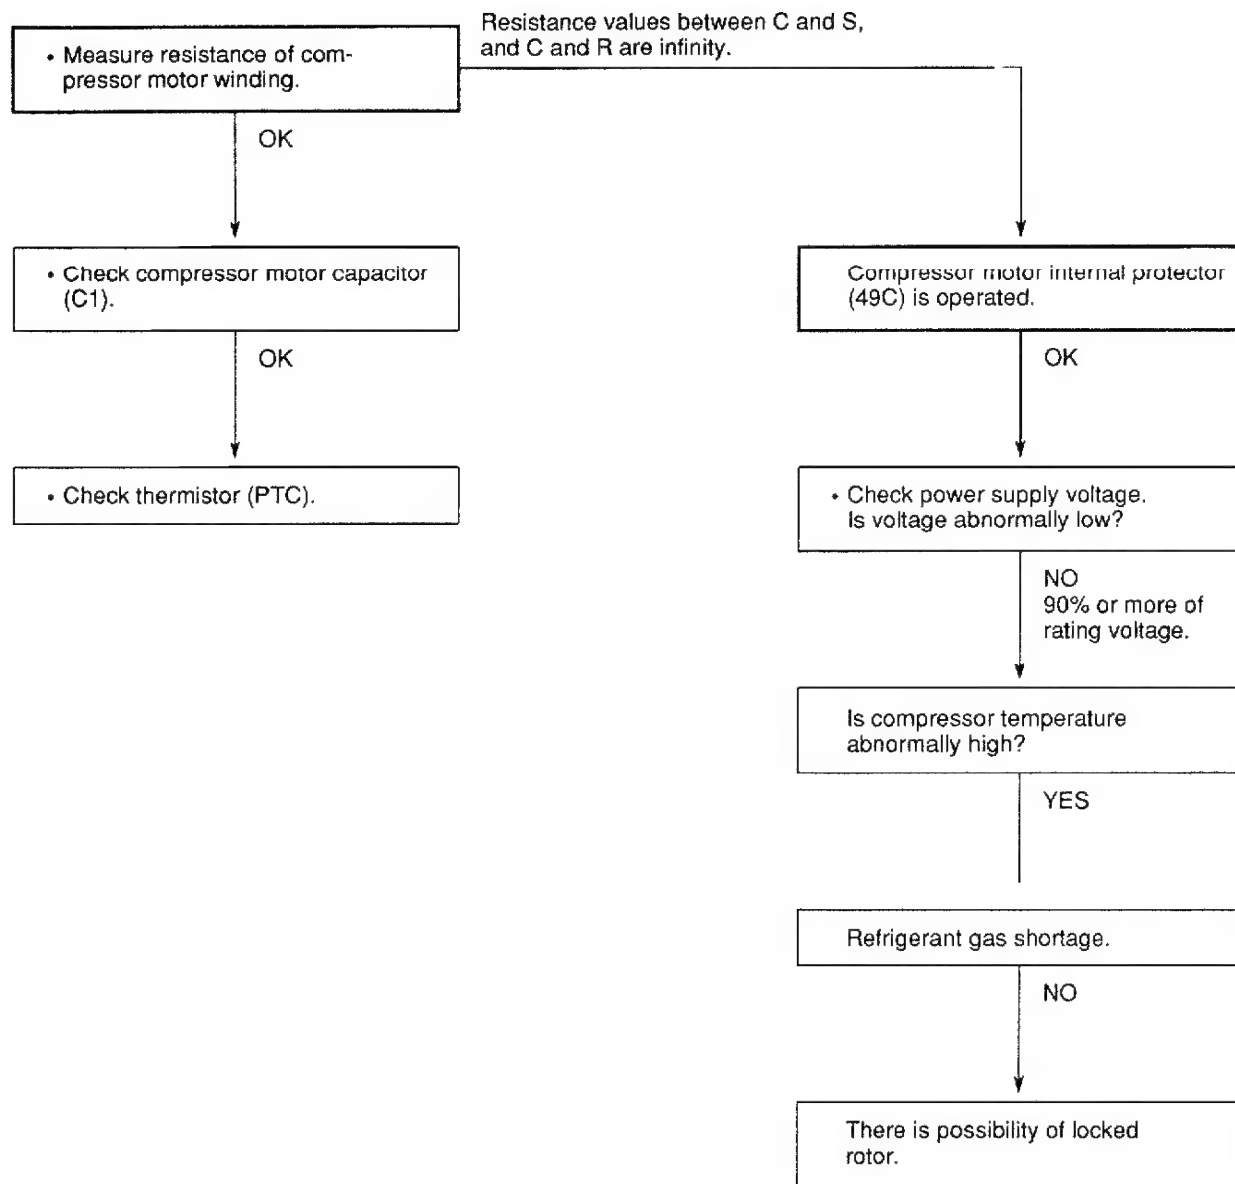 Resistance values between C and S,
and C and R are infinity.
• Measure resistance of com-
pressor motor winding.
OK
• Check compressor motor capacitor
(C1).
OK
• Check thermistor (PTC).
Compressor motor internal protector
(49C) is operated.
OK
• Check power supply voltage.
Is voltage abnormally low?
NO
90% or more of
rating voltage.
Is compressor temperature
abnormally high?
YES
Refrigerant gas shortage.
NO
There is possibility of locked
rotor.